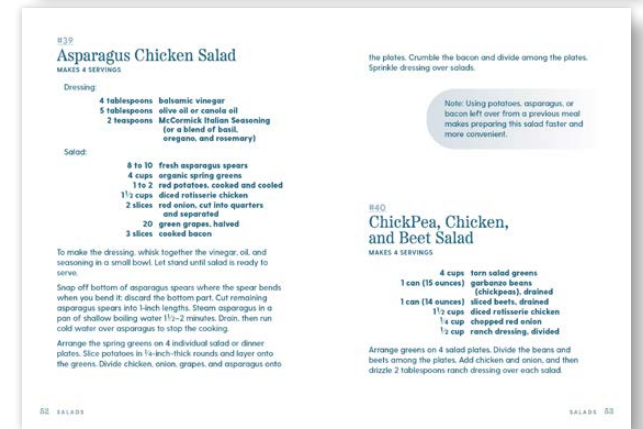 #39
Asparagus Chicken Salad
MAKES 4 SERVINGS
Dressing:
4 tablespoons balsamic vinegar
5 tablespoons olive oil or canola oil
2 teaspoons McCormick Italian Seasoning
(or a blend of basil,
oregano, and rosemary)
Salad:
8 to 10 fresh asparagus spears
4 cups organic spring greens
1 to 2 red potatoes, cooked and cooled
1½ cups diced rotisserie chicken
2 slices red onion, cut into quarters
and separated
20 green grapes, halved
3 slices cooked bacon
To make the dressing, whisk together the vinegar, oil, and
seasoning in a small bowl. Let stand until salad is ready to
serve.
Snap off bottom of asparagus spears where the spear bends
when you bend it; discard the bottom part. Cut remaining
asparagus spears into 1-inch lengths. Steam asparagus in a
pan of shallow boiling water 1½–2 minutes. Drain, then run
cold water over asparagus to stop the cooking.
Arrange the spring greens on 4 individual salad or dinner
plates. Slice potatoes in ¼-inch-thick rounds and layer onto
the greens. Divide chicken, onion, grapes, and asparagus onto
52 SALADS
the plates. Crumble the bacon and divide among the plates.
Sprinkle dressing over salads.
Note: Using potatoes, asparagus, or
bacon left over from a previous meal
makes preparing this salad faster and
more convenient.
#40
ChickPea, Chicken,
and Beet Salad
MAKES 4 SERVINGS
4 cups torn salad greens
1 can (15 ounces) garbanzo beans
(chickpeas), drained
1 can (14 ounces) sliced beets, drained
1½ cups diced rotisserie chicken
¼ cup chopped red onion
½ cup ranch dressing, divided
Arrange greens on 4 salad plates. Divide the beans and
beets among the plates. Add chicken and onion, and then
drizzle 2 tablespoons ranch dressing over each salad.
SALADS 53